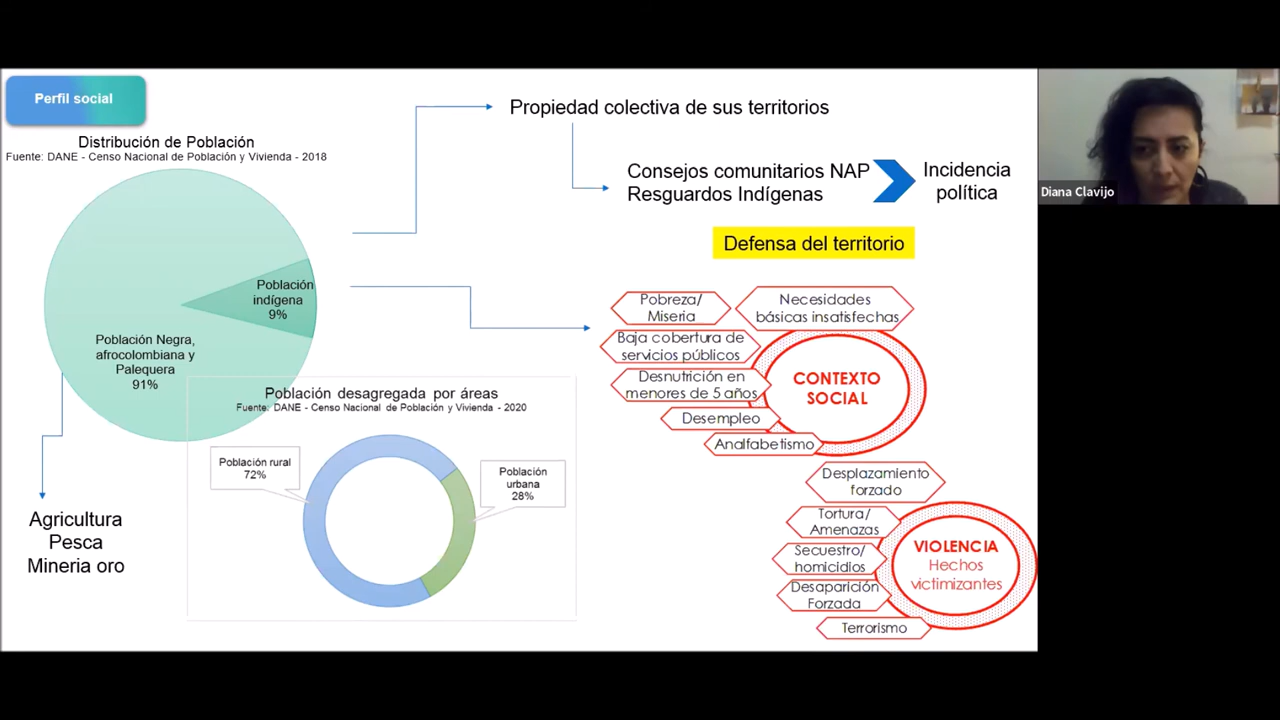 Perfil social
Distribución de Población
Fuente: DANE - Censo Nacional de Población y Vivienda - 2018
Población
indígena
9%
Población Negra,
afrocolombiana y
Palequera
91%
Agricultura
Pesca
Mineria oro
Población desagregada por áreas
Fuente: DANE - Censo Nacional de Población y Vivienda - 2020
Población rural
72%
Población
urbana
28%
Propiedad colectiva de sus territorios
Consejos comunitarios NAP
Resguardos Indígenas
Incidencia
política
Defensa del territorio
Pobreza/
Miseria
Necesidades
básicas insatisfechas
Baja cobertura de
servicios públicos
Desnutrición en
menores de 5 años
Desempleo
Analfabetismo
CONTEXTO
SOCIAL
Desplazamiento
forzado
Tortura/
Amenazas
Secuestro/
homicidios
Desaparición
Forzada
Terrorismo
VIOLENCIA
Hechos
victimizantes
Diana Clavijo